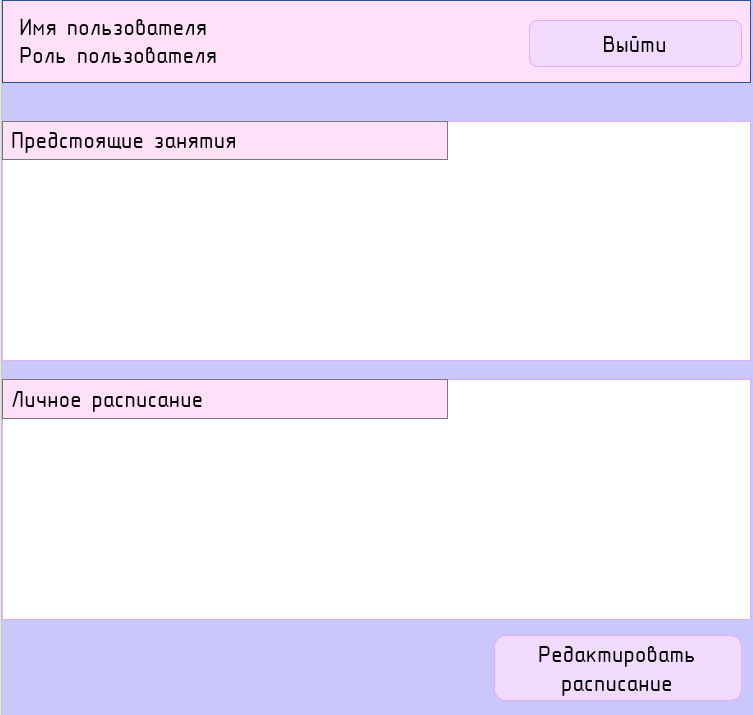 Имя пользователя
Роль пользователя
Выйти
Предстоящие занятия
Личное расписание
Редактировать
расписание